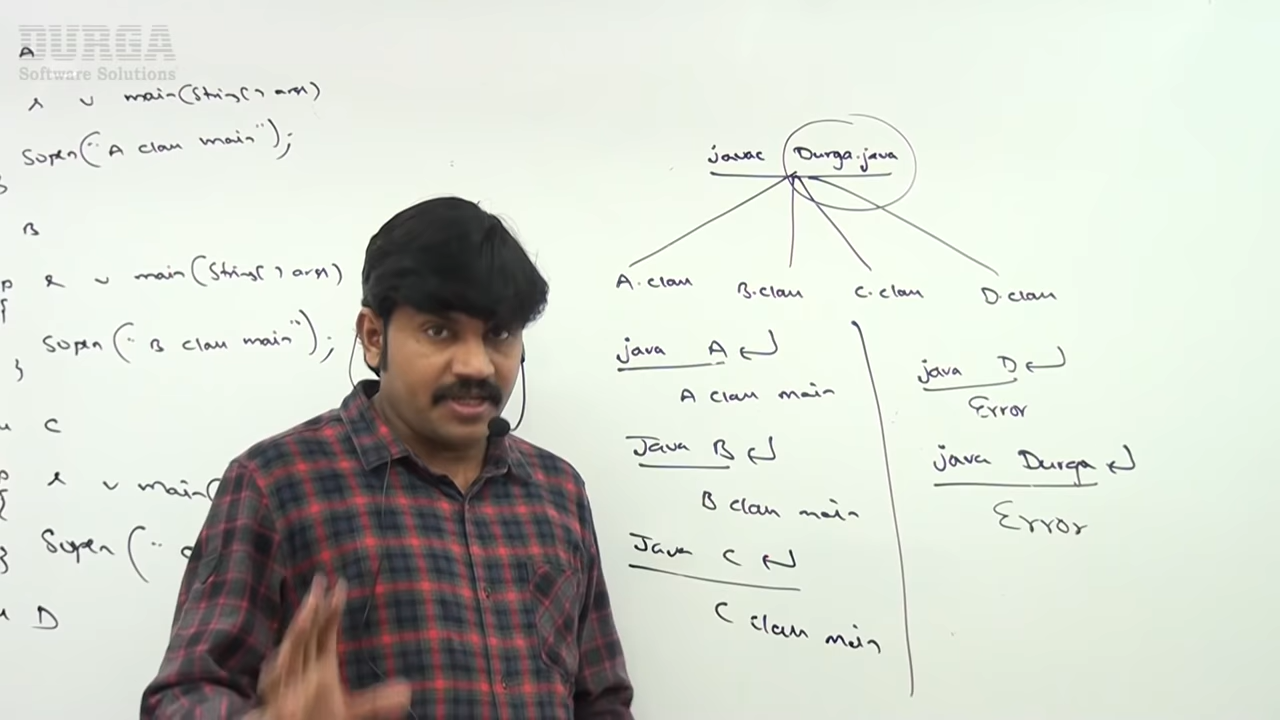 DURGA
Software Solutions
A
s v main(String[] args)
Sopln("A class main");
}
B
p s v main(String[] args)
{
Sopln("B class main");
}
C
p s v main(
{
Sopln("
}
D
javac Durga.java
A.class B.class C.class D.class
java A
A class main
Java B
B class main
Java C
C class main
java D
Error
java Durga
Error